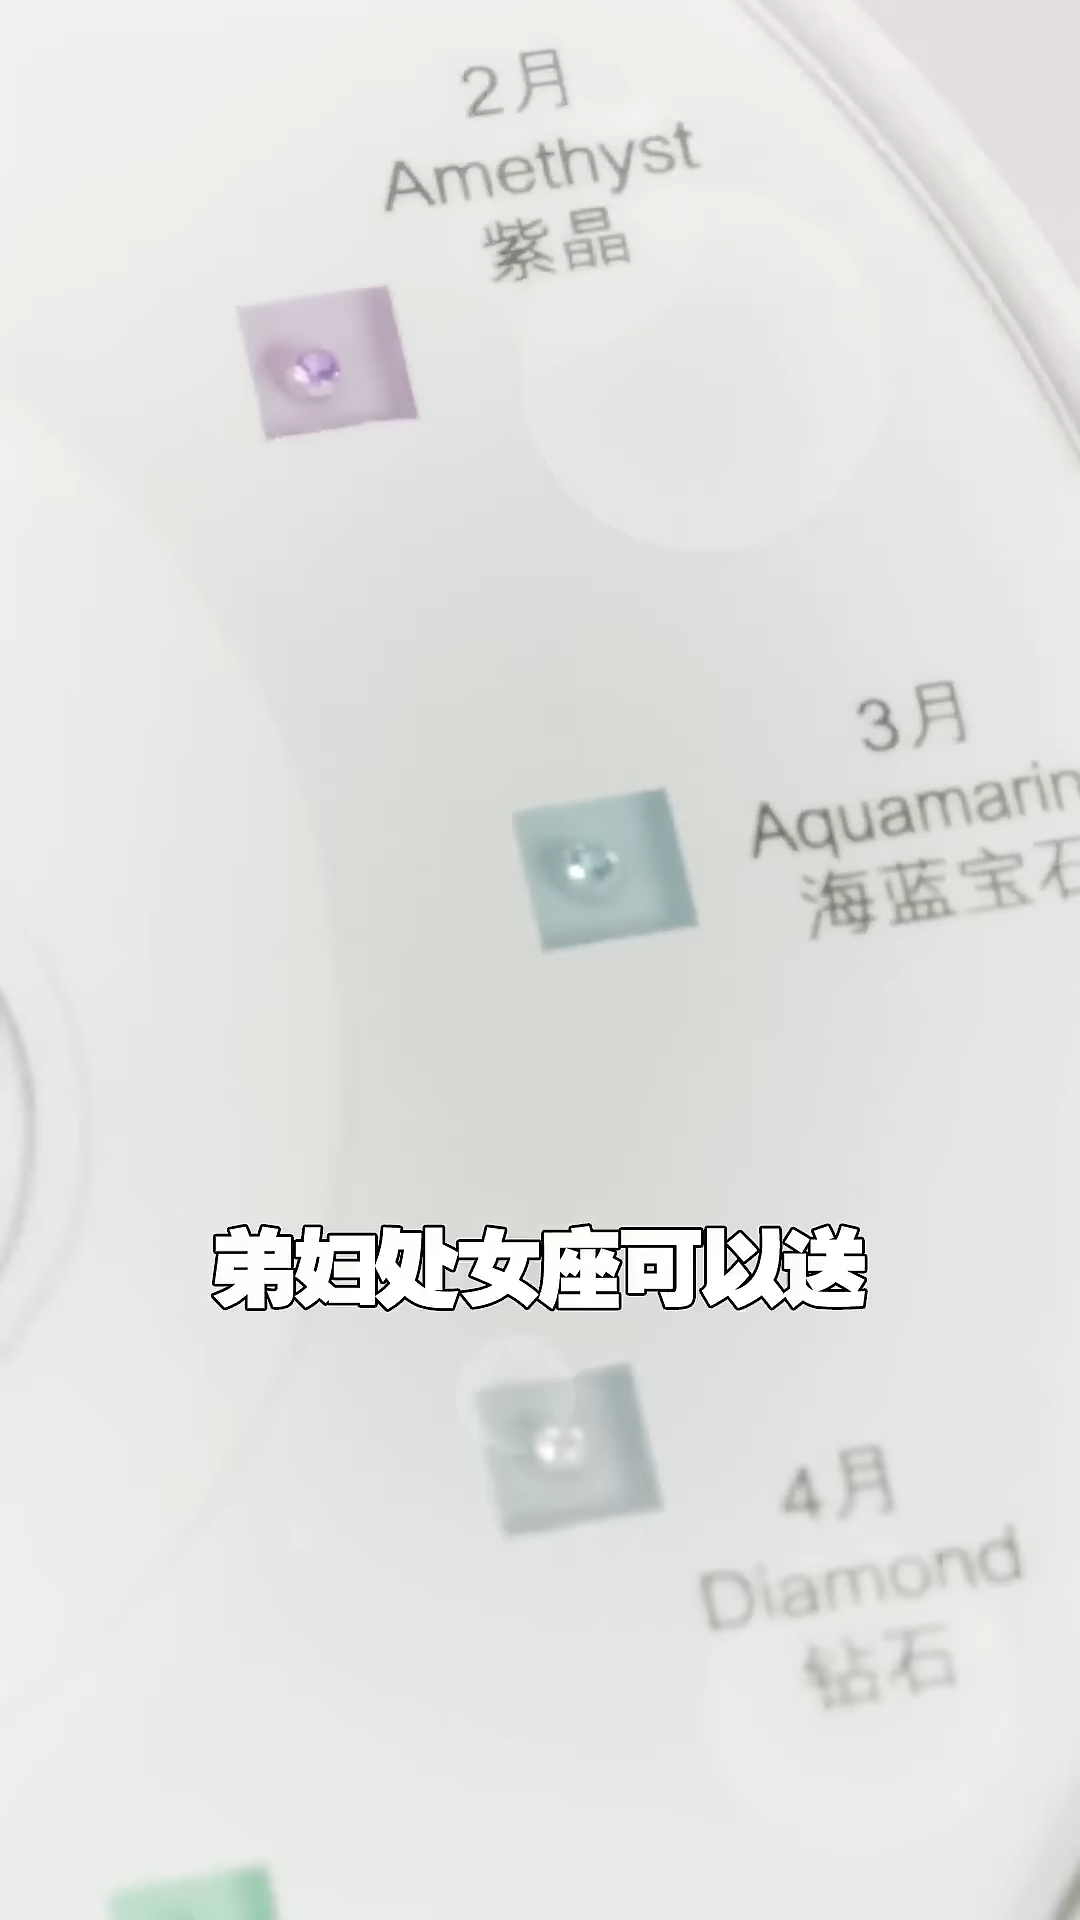 2月
Amethyst
紫晶
3月
Aquamarin
海蓝宝石
弟妇处女座可以送
4月
Diamond
钻石